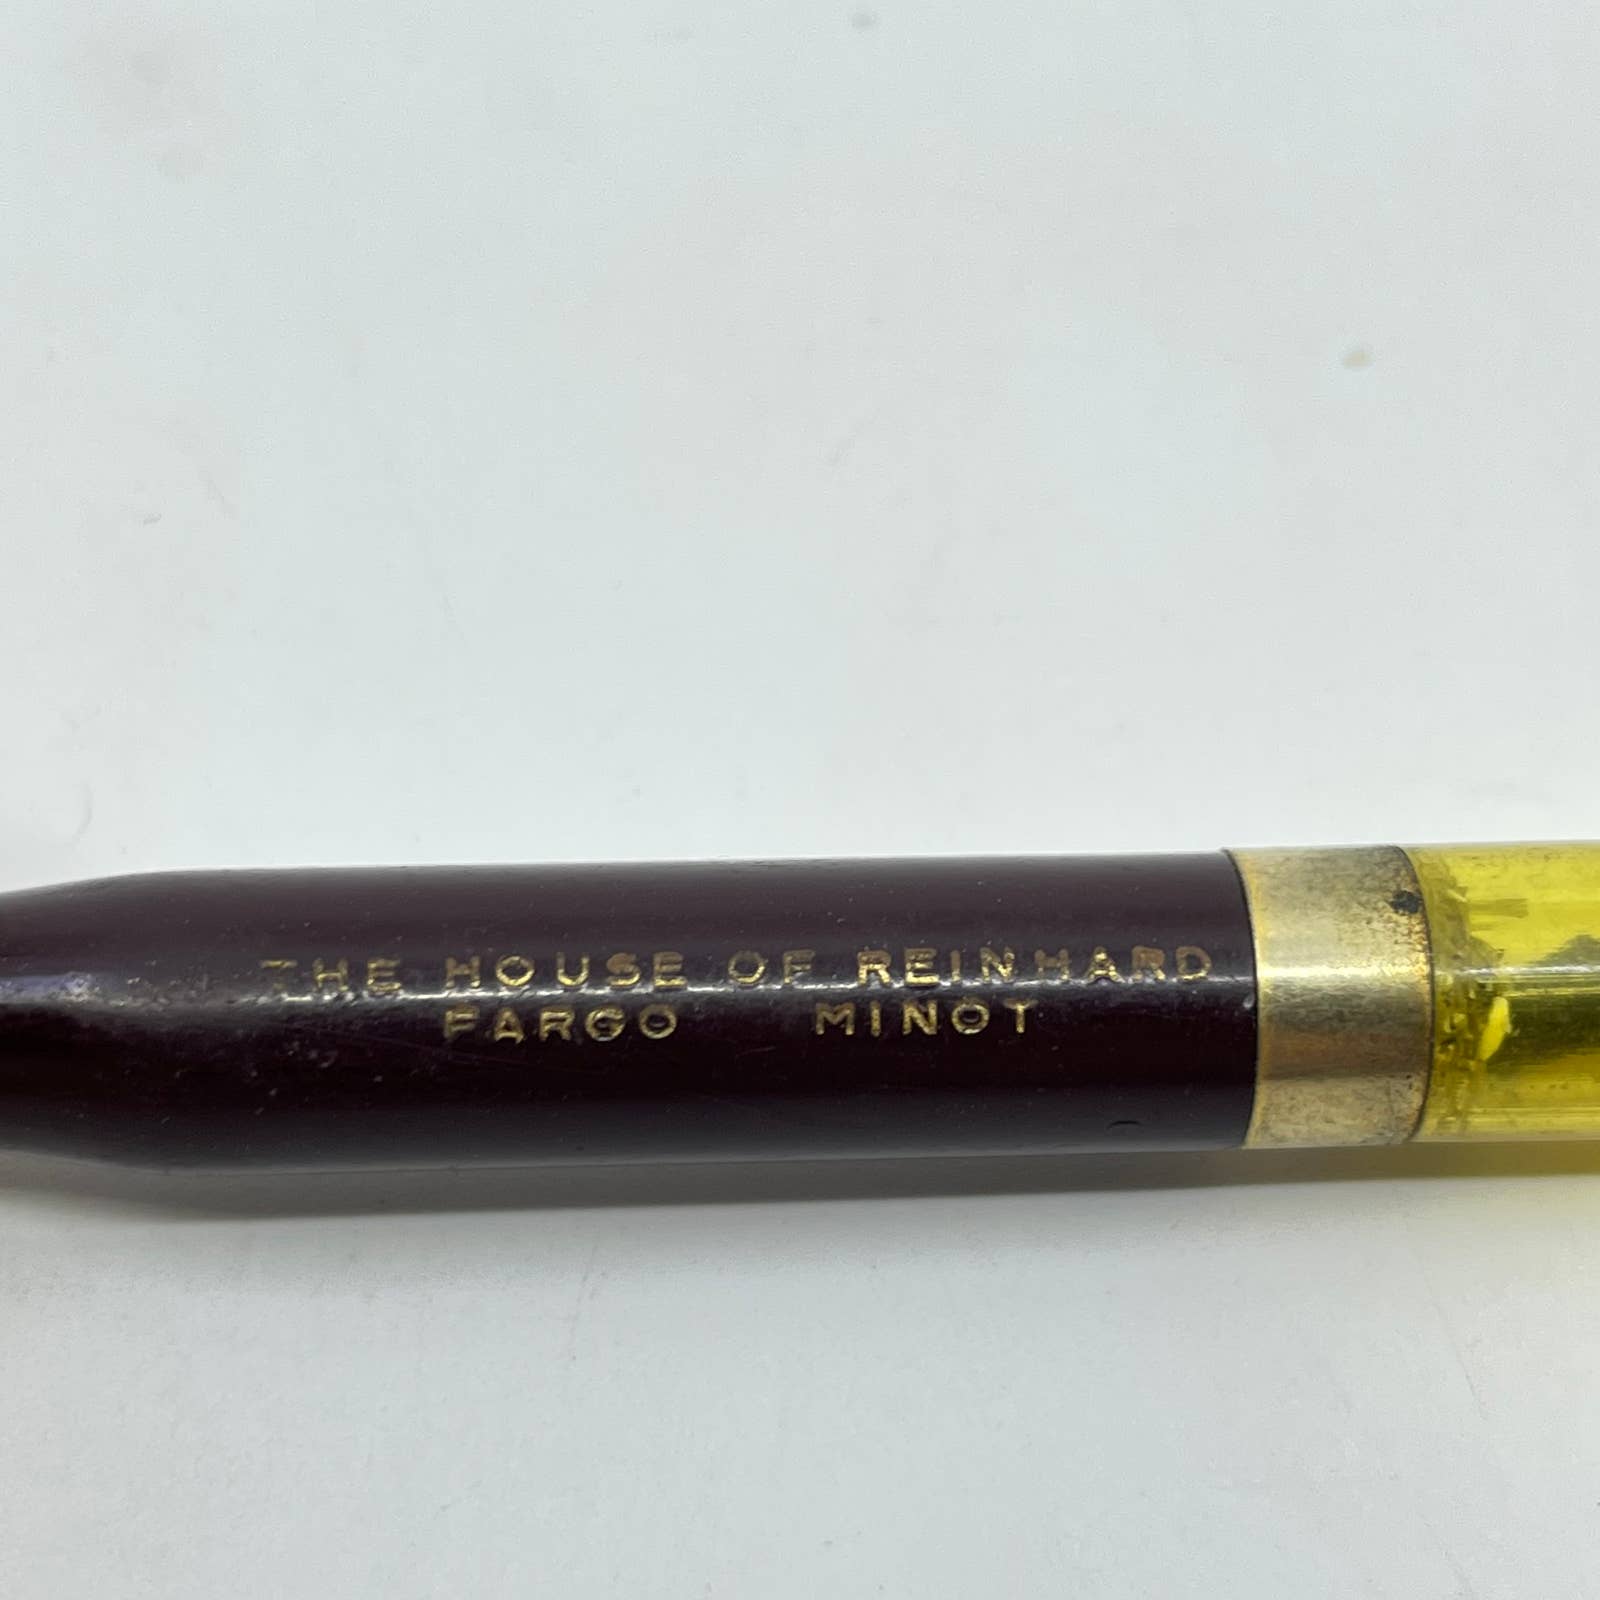 THE HOUSE OF REINHARD
FARGO MINOT